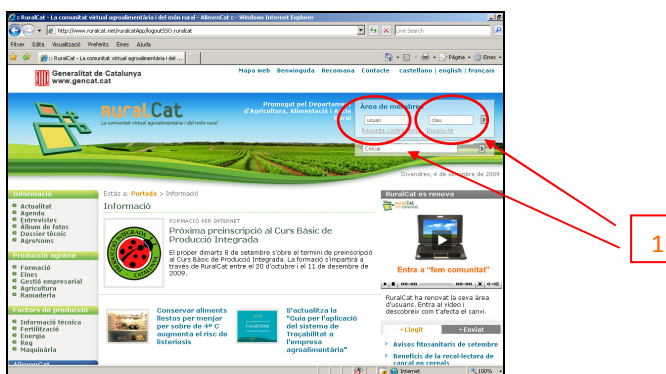 :: RuralCat - La comunitat virtual agroalimentària i del món rural - AlimenCat :: - Windows Internet Explorer
http://www.ruralcat.net/ruralcatApp/logoutSSO.ruralcat
Live Search
Fitxer Edita Visualització Preferits Eines Ajuda
:: RuralCat - La comunitat virtual agroalimentària i del ...
Pàgina Eines
Generalitat de Catalunya
www.gencat.cat
Mapa web Benvinguda Recomana Contacte castellano | english | français
ruralCat
La comunitat virtual agroalimentària i del món rural
Promogut pel Departament
d'Agricultura, Alimentació i Acció
Rural
Àrea de membres
usuari clau
Recorda contrasenya Inscriu-te
Cercar
Divendres, 4 de setembre de 2009
Informació
Actualitat
Agenda
Entrevistes
Àlbum de fotos
Dossier tècnic
AgroNoms
Producció agrària
Formació
Eines
Gestió empresarial
Agricultura
Ramaderia
Factors de producció
Informació tècnica
Fertilització
Energia
Reg
Maquinària
AlimenCat
Estàs a: Portada > Informació
Informació
FORMACIÓ PER INTERNET
Pròxima preinscripció al Curs Bàsic de
Producció Integrada
El proper dimarts 8 de setembre s'obre el termini de preinscripció
al Curs Bàsic de Producció Integrada. La formació s'impartirà a
través de RuralCat entre el 20 d'octubre i el 11 de desembre de
2009.
Conservar aliments
llestos per menjar
per sobre de 4º C
augmenta el risc de
listeriosis
S'actualitza la
"Guia per l'aplicació
del sistema de
Traçabilitat a
l'empresa
agroalimentària"
RuralCat es renova
Entra a "fem comunitat"
00:00 00:00
RuralCat ha renovat la seva àrea
d'usuaris. Entra al vídeo i
descobreix com t'afecta el canvi.
+Llegit +Enviat
Avisos fitosanitaris de setembre
Beneficis de la recol·lectora de
cancal en cereals
Internet 100%
1